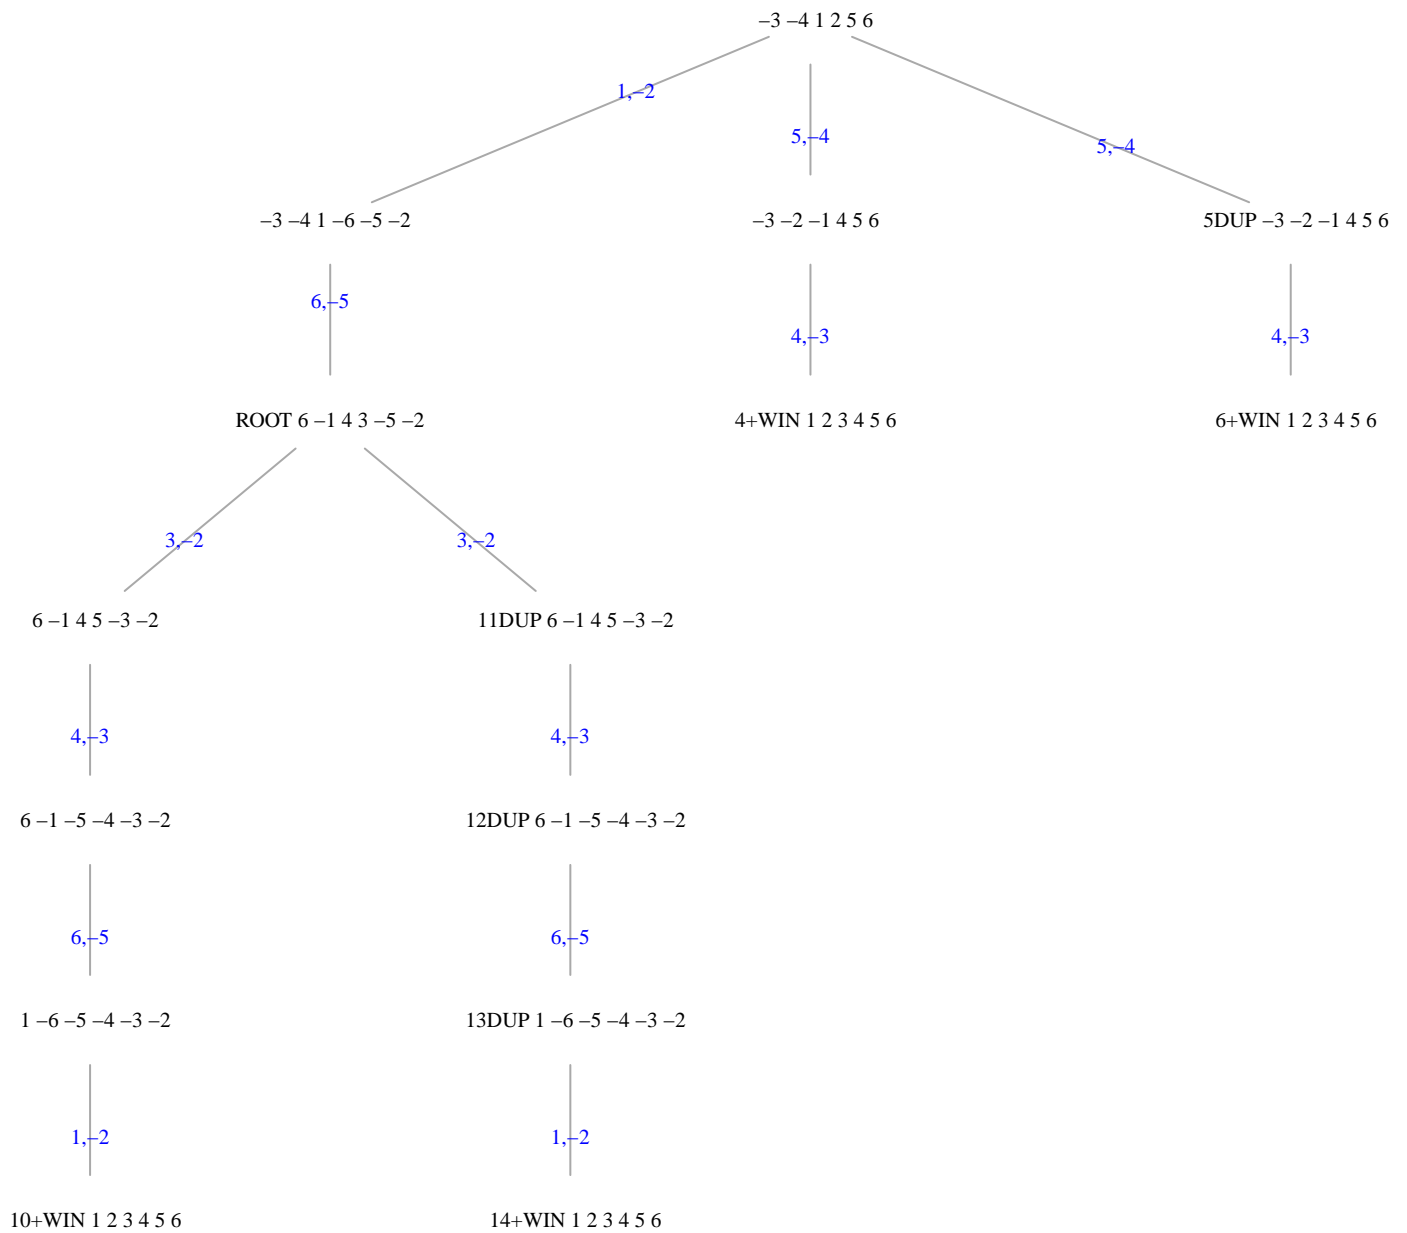 –3 –4 1 2 5 6
1,–2
5,–4
5,–4
–3 –4 1 –6 –5 –2
–3 –2 –1 4 5 6
5DUP –3 –2 –1 4 5 6
6,–5
4,–3
4,–3
ROOT 6 –1 4 3 –5 –2
4+WIN 1 2 3 4 5 6
6+WIN 1 2 3 4 5 6
3,–2
3,–2
6 –1 4 5 –3 –2
11DUP 6 –1 4 5 –3 –2
4,–3
4,–3
6 –1 –5 –4 –3 –2
12DUP 6 –1 –5 –4 –3 –2
6,–5
6,–5
1 –6 –5 –4 –3 –2
13DUP 1 –6 –5 –4 –3 –2
1,–2
1,–2
10+WIN 1 2 3 4 5 6
14+WIN 1 2 3 4 5 6